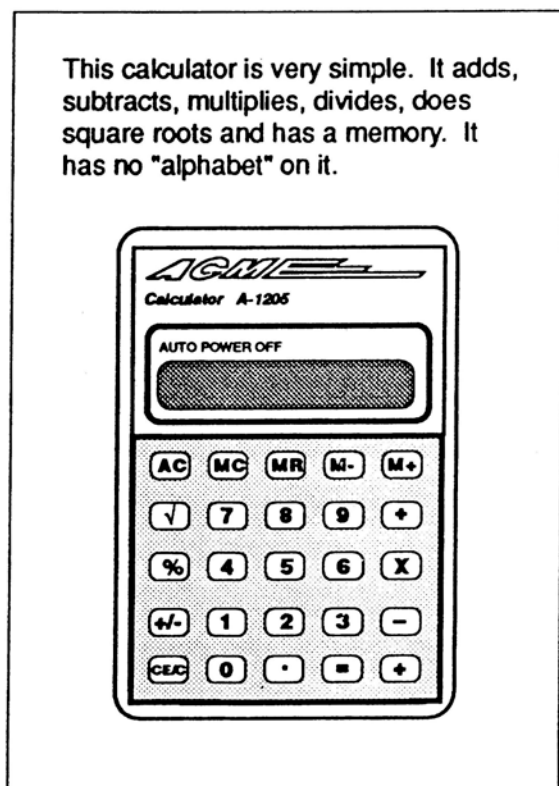 This calculator is very simple. It adds,
subtracts, multiplies, divides, does
square roots and has a memory. It
has no "alphabet" on it.
ACME
Calculator A-1205
AUTO POWER OFF
AC MC MR M- M+
√ 7 8 9 +
% 4 5 6 X
+/- 1 2 3 −
CE/C 0 . = +